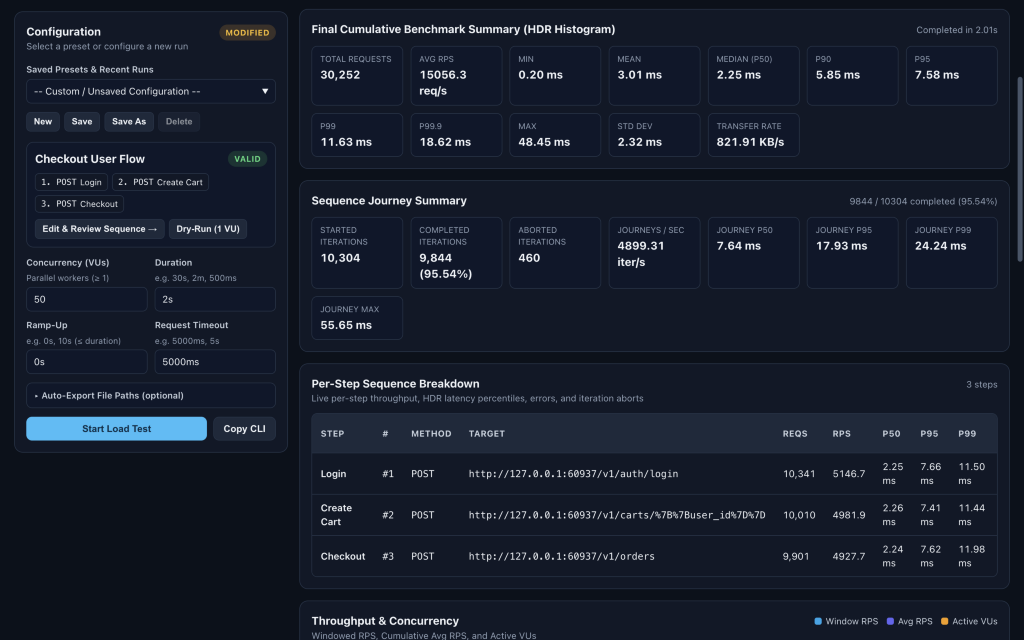 Configuration
MODIFIED
Select a preset or configure a new run
Saved Presets & Recent Runs
-- Custom / Unsaved Configuration --
New
Save
Save As
Delete
Checkout User Flow
VALID
1. POST Login
2. POST Create Cart
3. POST Checkout
Edit & Review Sequence →
Dry-Run (1 VU)
Concurrency (VUs)
Parallel workers (≥ 1)
50
Duration
e.g. 30s, 2m, 500ms
2s
Ramp-Up
e.g. 0s, 10s (≤ duration)
0s
Request Timeout
e.g. 5000ms, 5s
5000ms
Auto-Export File Paths (optional)
Start Load Test
Copy CLI
Final Cumulative Benchmark Summary (HDR Histogram)
Completed in 2.01s
TOTAL REQUESTS
30,252
AVG RPS
15056.3
req/s
MIN
0.20 ms
MEAN
3.01 ms
MEDIAN (P50)
2.25 ms
P90
5.85 ms
P95
7.58 ms
P99
11.63 ms
P99.9
18.62 ms
MAX
48.45 ms
STD DEV
2.32 ms
TRANSFER RATE
821.91 KB/s
Sequence Journey Summary
9844 / 10304 completed (95.54%)
STARTED
ITERATIONS
10,304
COMPLETED
ITERATIONS
9,844
(95.54%)
ABORTED
ITERATIONS
460
JOURNEYS / SEC
4899.31
iter/s
JOURNEY P50
7.64 ms
JOURNEY P95
17.93 ms
JOURNEY P99
24.24 ms
JOURNEY MAX
55.65 ms
Per-Step Sequence Breakdown
3 steps
Live per-step throughput, HDR latency percentiles, errors, and iteration aborts
STEP # METHOD TARGET REQS RPS P50 P95 P99
Login #1 POST http://127.0.0.1:60937/v1/auth/login 10,341 5146.7 2.25 ms 7.66 ms 11.50 ms
Create Cart #2 POST http://127.0.0.1:60937/v1/carts/%7B%7Buser_id%7D%7D 10,010 4981.9 2.26 ms 7.41 ms 11.44 ms
Checkout #3 POST http://127.0.0.1:60937/v1/orders 9,901 4927.7 2.24 ms 7.62 ms 11.98 ms
Throughput & Concurrency
Window RPS
Avg RPS
Active VUs
Windowed RPS, Cumulative Avg RPS, and Active VUs